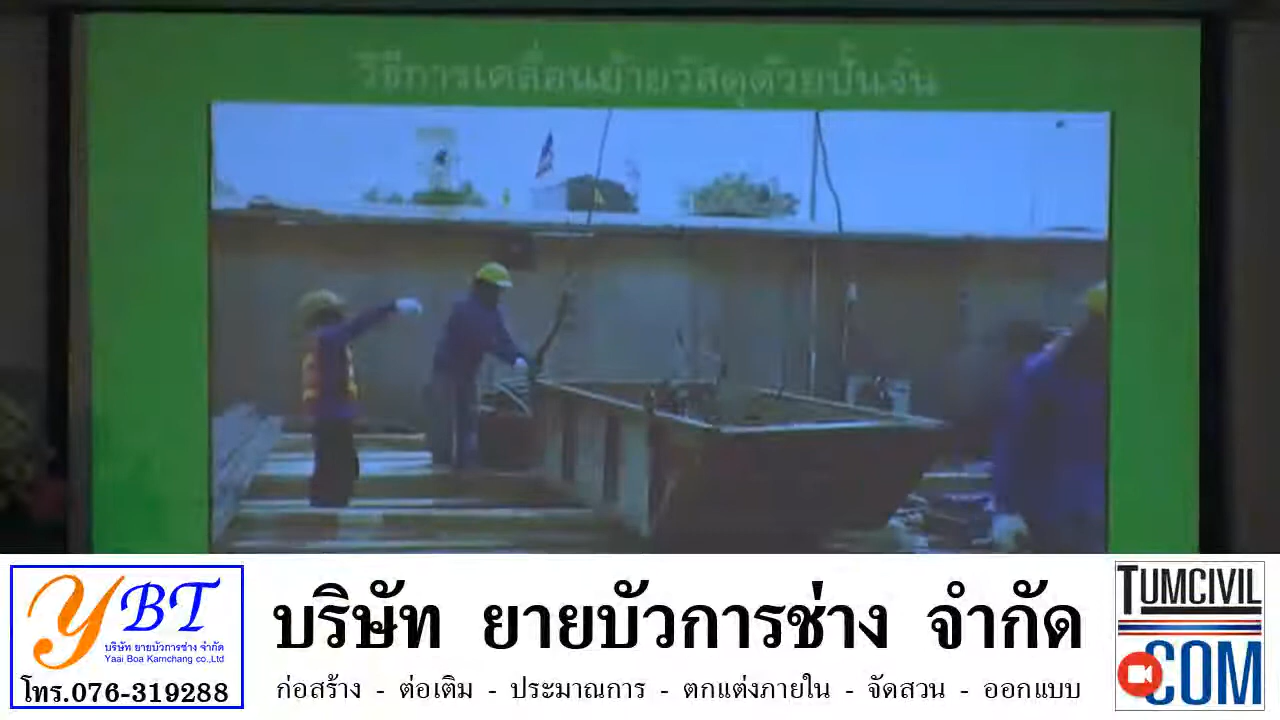 วิธีการเคลื่อนย้ายวัสดุด้วยปั้นจั่น
YBT
บริษัท ยายบัวการช่าง จำกัด
Yaai Boa Kamchang co.,Ltd
โทร.076-319288
บริษัท ยายบัวการช่าง จำกัด
ก่อสร้าง - ต่อเติม - ประมาณการ - ตกแต่งภายใน - จัดสวน - ออกแบบ
TUMCIVIL
.COM